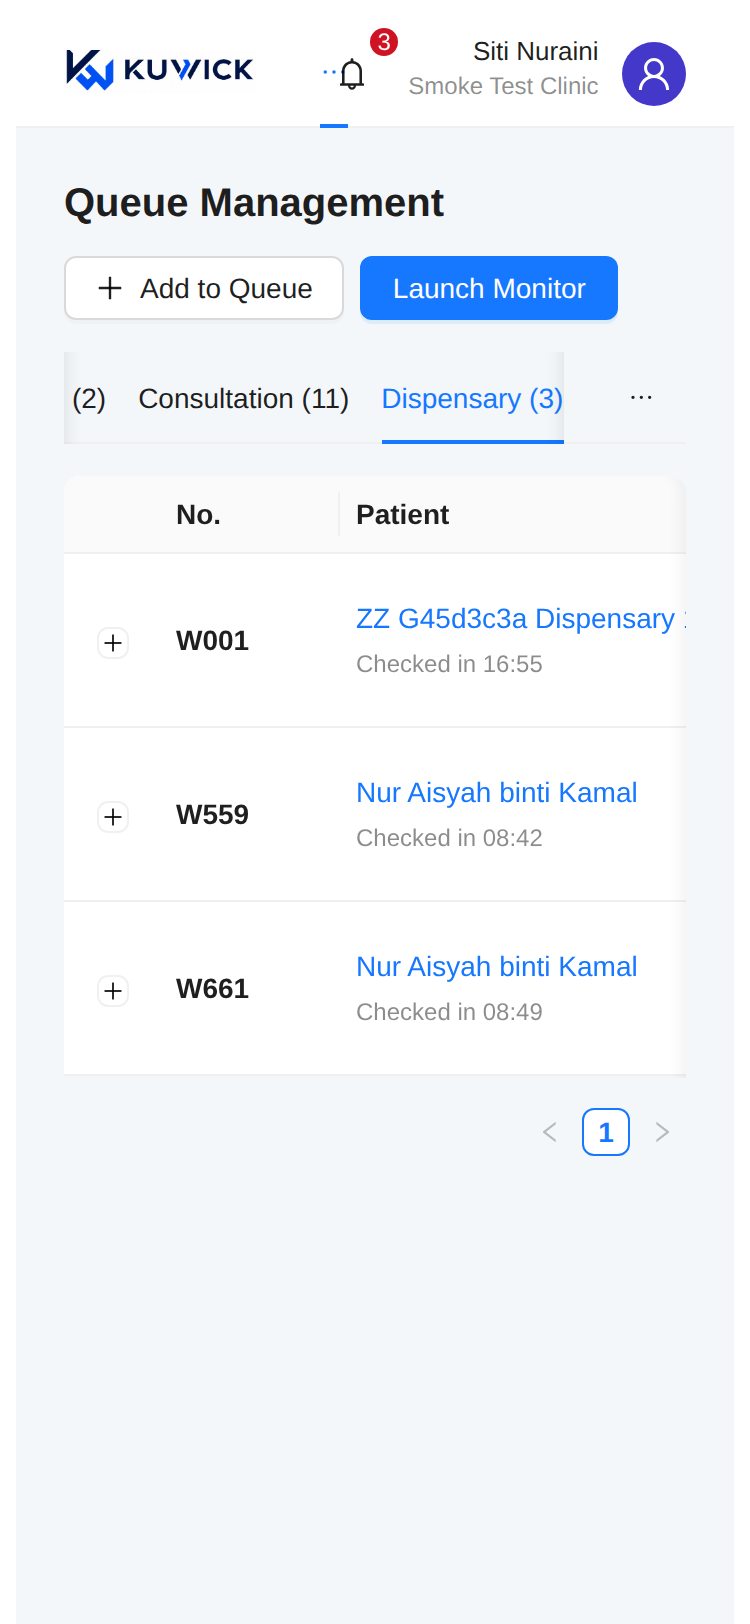 KUWICK
3
Siti Nuraini
Smoke Test Clinic
Queue Management
Add to Queue
Launch Monitor
(2)
Consultation (11)
Dispensary (3)
No.
Patient
W001
ZZ G45d3c3a Dispensary
Checked in 16:55
W559
Nur Aisyah binti Kamal
Checked in 08:42
W661
Nur Aisyah binti Kamal
Checked in 08:49
1